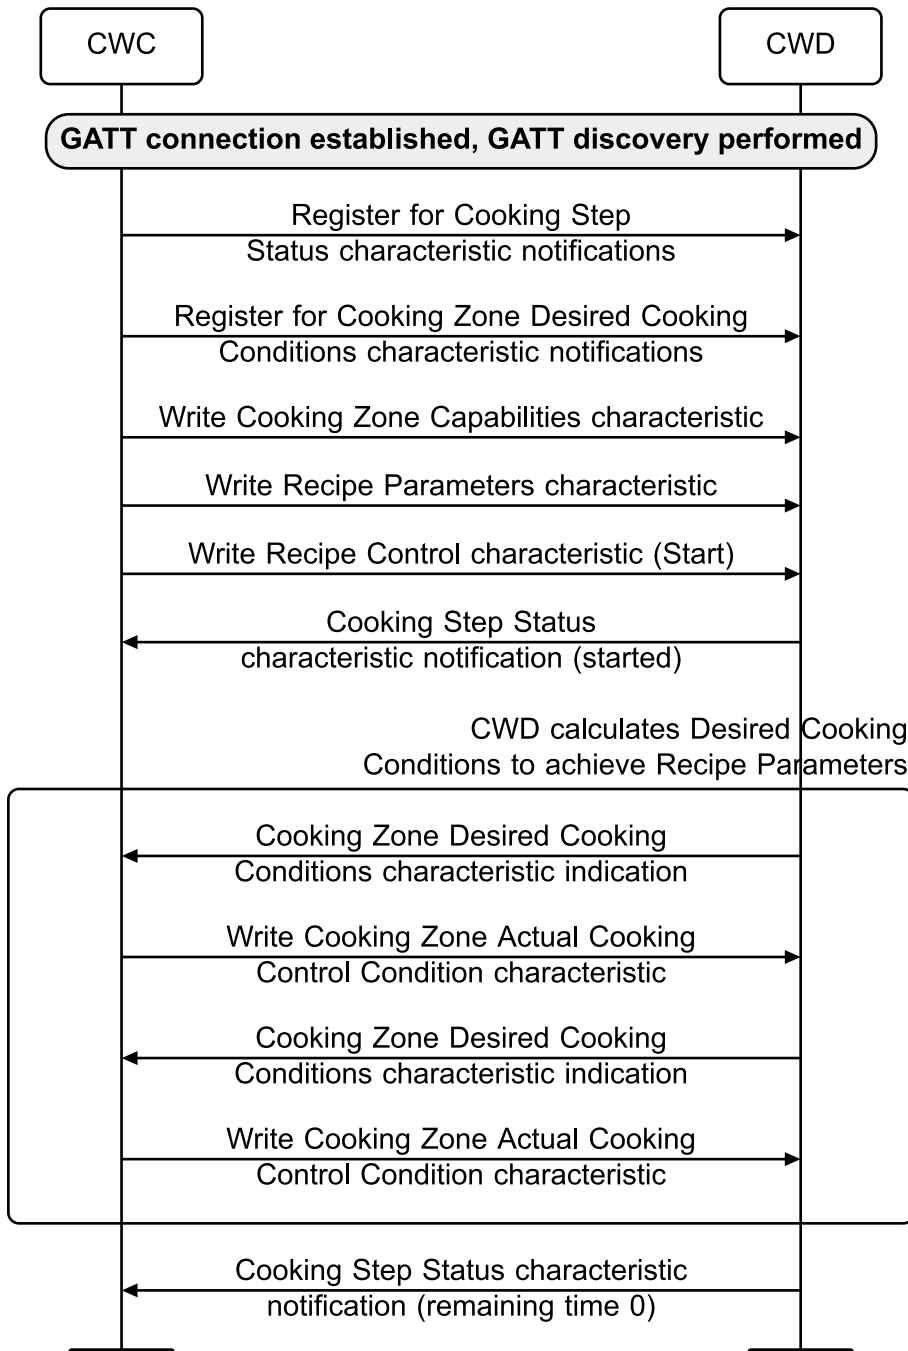 CWC
CWD
GATT connection established, GATT discovery performed
Register for Cooking Step
Status characteristic notifications
Register for Cooking Zone Desired Cooking
Conditions characteristic notifications
Write Cooking Zone Capabilities characteristic
Write Recipe Parameters characteristic
Write Recipe Control characteristic (Start)
Cooking Step Status
characteristic notification (started)
CWD calculates Desired Cooking
Conditions to achieve Recipe Parameters
Cooking Zone Desired Cooking
Conditions characteristic indication
Write Cooking Zone Actual Cooking
Control Condition characteristic
Cooking Zone Desired Cooking
Conditions characteristic indication
Write Cooking Zone Actual Cooking
Control Condition characteristic
Cooking Step Status characteristic
notification (remaining time 0)